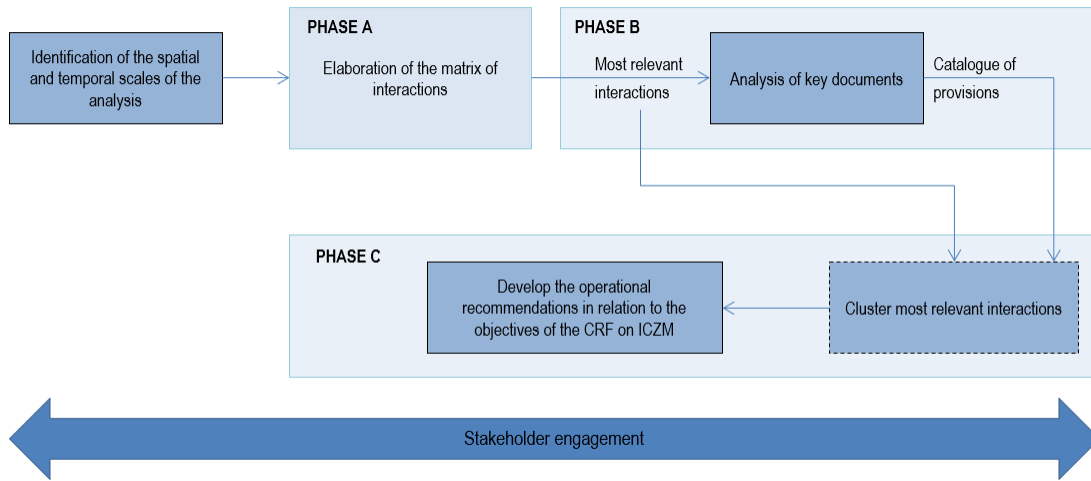 Identification of the spatial
and temporal scales of the
analysis
PHASE A
Elaboration of the matrix of
interactions
PHASE B
Most relevant
interactions
Analysis of key documents
Catalogue of
provisions
PHASE C
Develop the operational
recommendations in relation to the
objectives of the CRF on ICZM
Cluster most relevant interactions
Stakeholder engagement